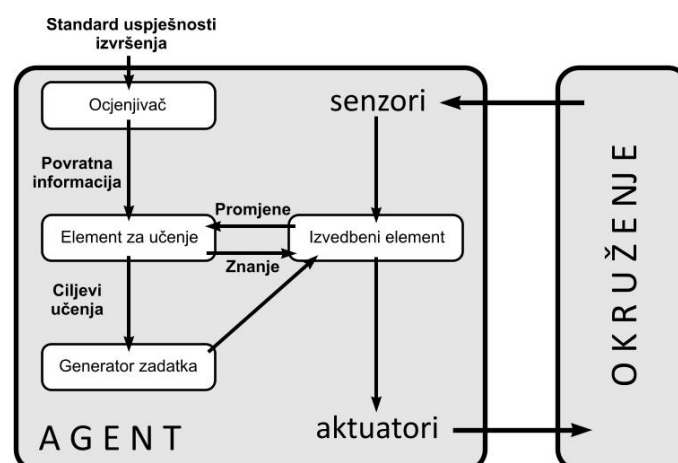 Standard uspješnosti
izvršenja
Ocjenjivač
senzori
Povratna
informacija
Promjene
Element za učenje
Izvedbeni element
Znanje
Ciljevi
učenja
Generator zadatka
AGENT
aktuatori
OKRUŽENJE